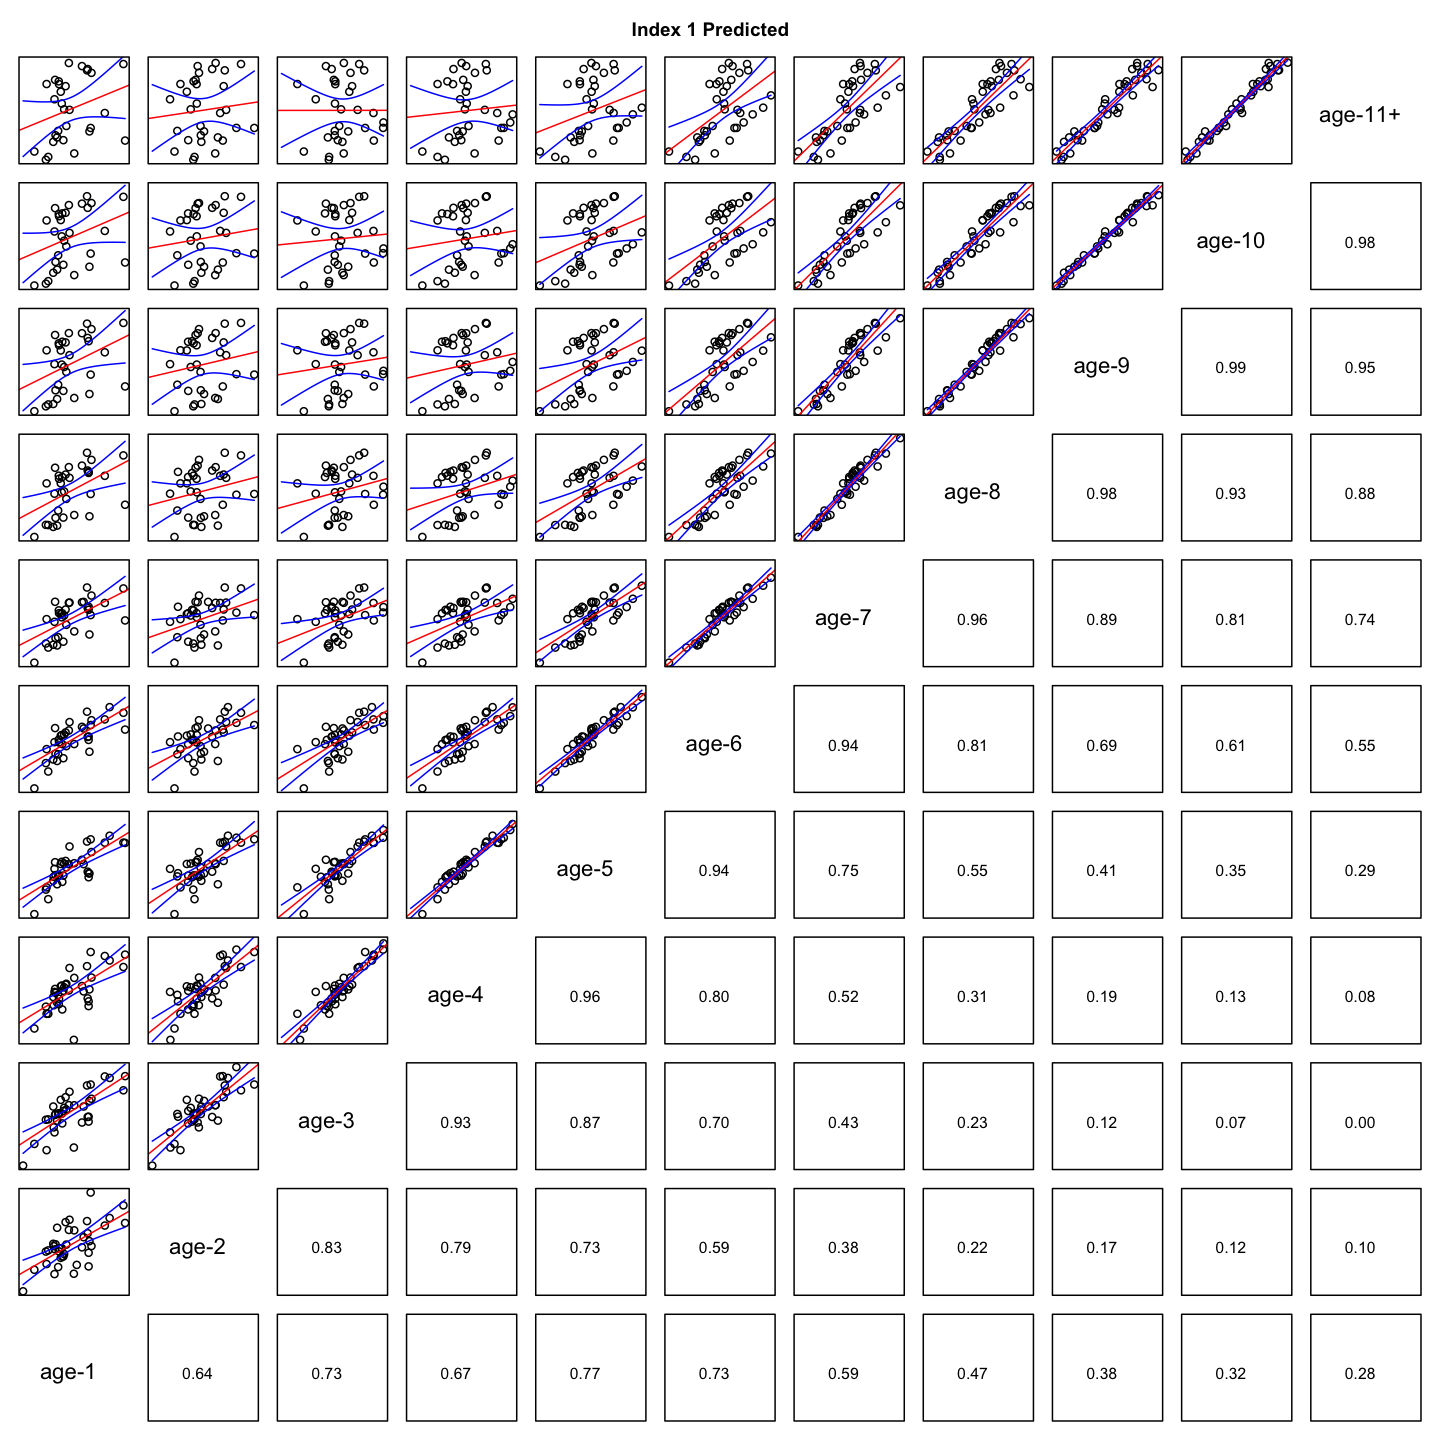 Index 1 Predicted
age-11+
age-10 0.98
age-9 0.99 0.95
age-8 0.98 0.93 0.88
age-7 0.96 0.89 0.81 0.74
age-6 0.94 0.81 0.69 0.61 0.55
age-5 0.94 0.75 0.55 0.41 0.35 0.29
age-4 0.96 0.80 0.52 0.31 0.19 0.13 0.08
age-3 0.93 0.87 0.70 0.43 0.23 0.12 0.07 0.00
age-2 0.83 0.79 0.73 0.59 0.38 0.22 0.17 0.12 0.10
age-1 0.64 0.73 0.67 0.77 0.73 0.59 0.47 0.38 0.32 0.28